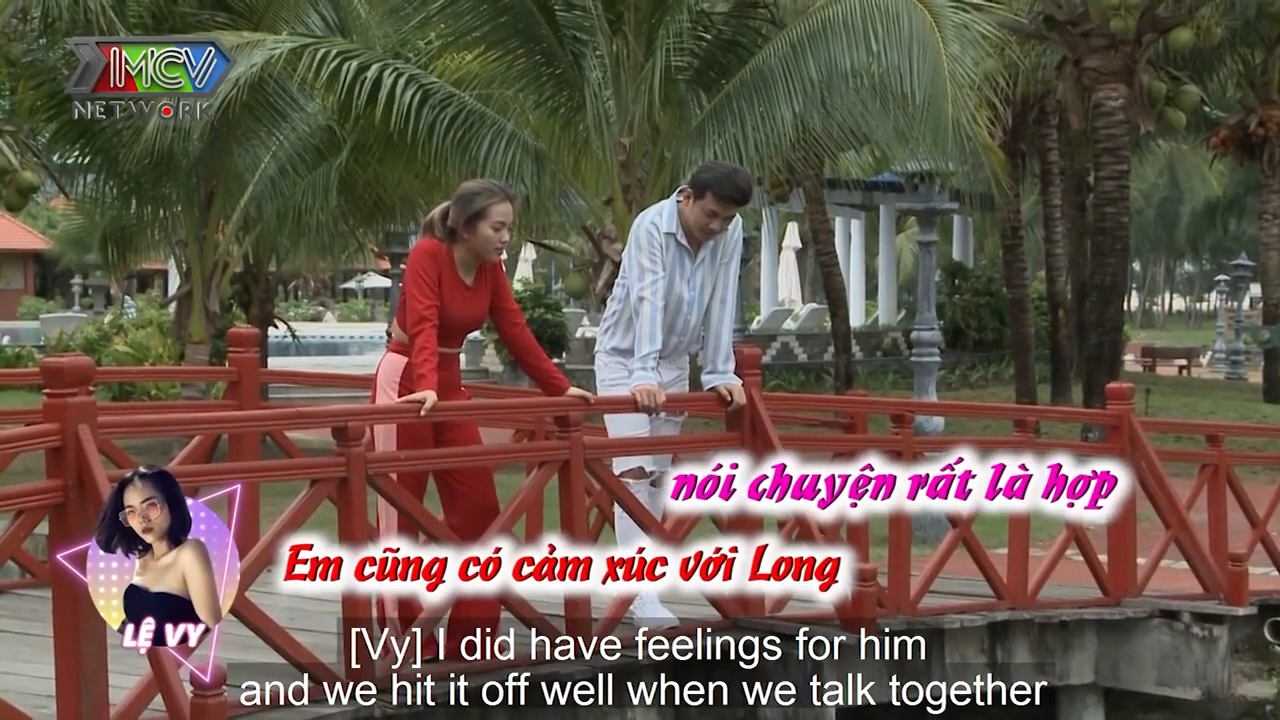 MCV
NETWORK
nói chuyện rất là hợp
Em cũng có cảm xúc với Long
LỆ VY
[Vy] I did have feelings for him
and we hit it off well when we talk together